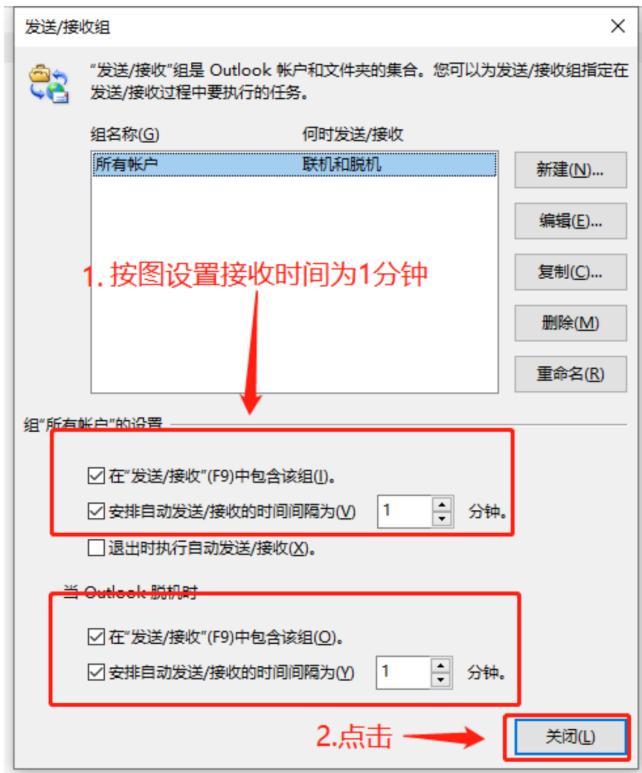 发送/接收组
“发送/接收”组是 Outlook 帐户和文件夹的集合。您可以为发送/接收组指定在
发送/接收过程中要执行的任务。
组名称(G) 何时发送/接收
所有帐户 联机和脱机
新建(N)...
编辑(E)...
1. 按图设置接收时间为1分钟
复制(C)...
删除(M)
重命名(R)
组“所有帐户”的设置
在“发送/接收”(F9)中包含该组(I)。
安排自动发送/接收的时间间隔为(V) 1 分钟。
退出时执行自动发送/接收(X)。
当 Outlook 脱机时
在“发送/接收”(F9)中包含该组(O)。
安排自动发送/接收的时间间隔为(Y) 1 分钟。
2.点击
关闭(L)